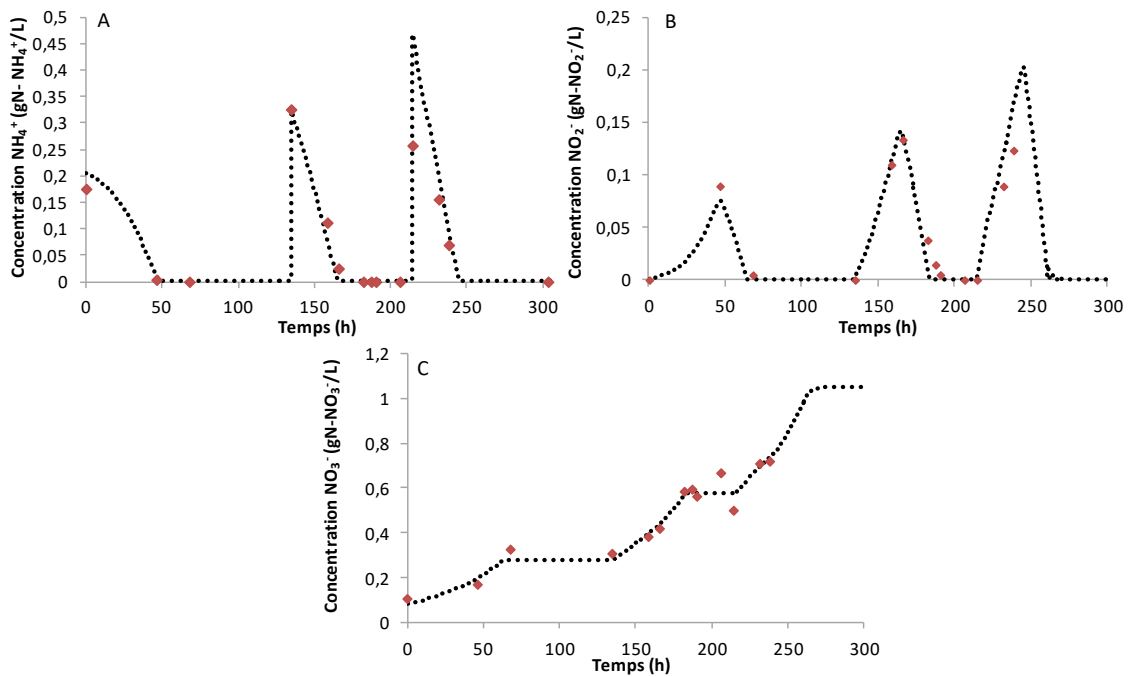 A
Concentration NH₄⁺ (gN- NH₄⁺/L)
0,5
0,45
0,4
0,35
0,3
0,25
0,2
0,15
0,1
0,05
0
0 50 100 150 200 250 300
Temps (h)
B
Concentration NO₂⁻ (gN-NO₂⁻/L)
0,25
0,2
0,15
0,1
0,05
0
0 50 100 150 200 250 300
Temps (h)
C
Concentration NO₃⁻ (gN-NO₃⁻/L)
1,2
1
0,8
0,6
0,4
0,2
0
0 50 100 150 200 250 300
Temps (h)